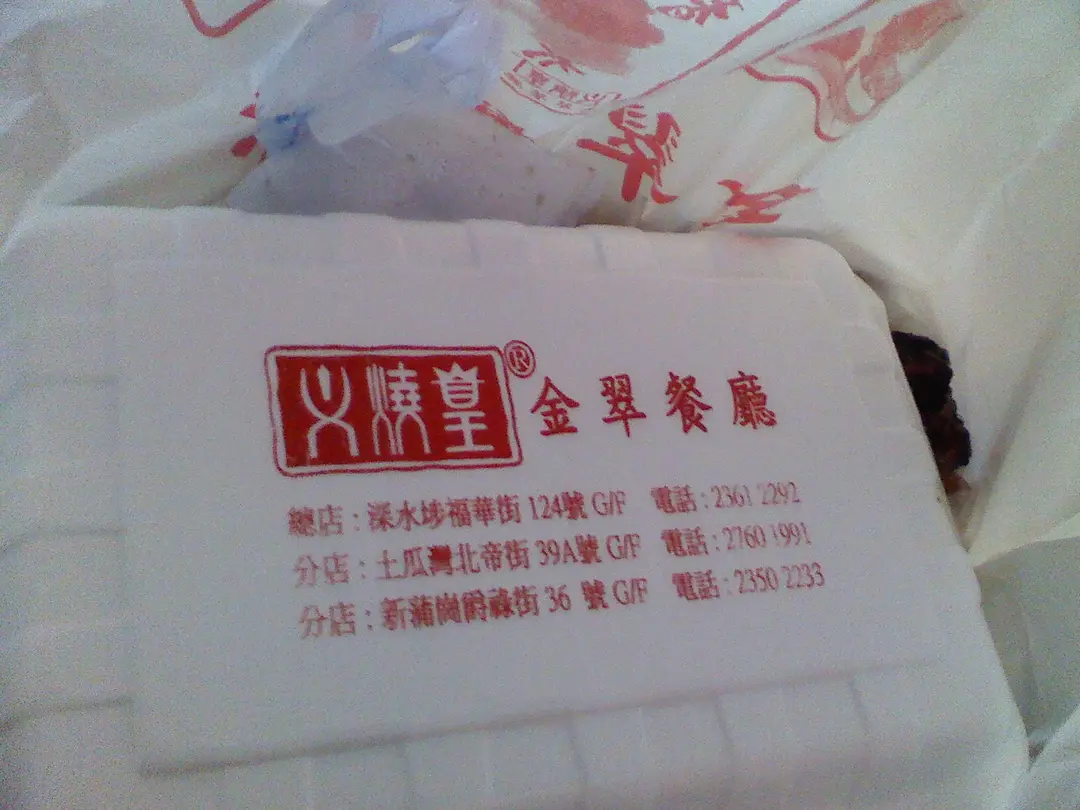 翠
文燒皇® 金翠餐廳
總店 : 深水埗福華街 124號 G/F 電話 : 2361 2292
分店 : 土瓜灣北帝街 39A號 G/F 電話 : 2760 1991
分店 : 新蒲崗爵祿街 36 號 G/F 電話 : 2350 2233